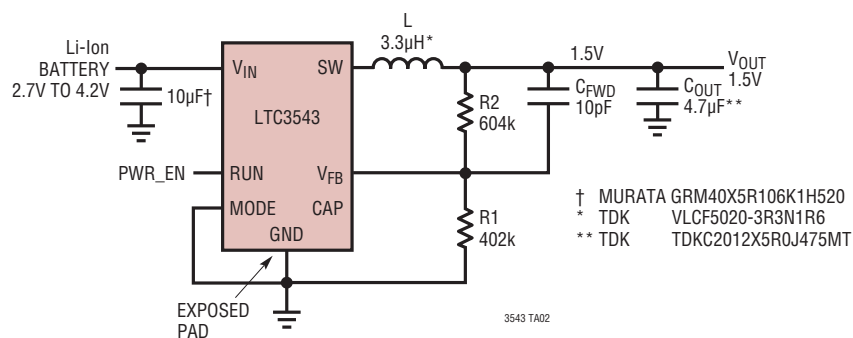 L
3.3µH*
Li-Ion
BATTERY
2.7V TO 4.2V
10µF†
VIN
SW
LTC3543
RUN
VFB
MODE
CAP
GND
PWR_EN
EXPOSED
PAD
R2
604k
R1
402k
1.5V
CFWD
10pF
VOUT
1.5V
COUT
4.7µF**
† MURATA GRM40X5R106K1H520
* TDK VLCF5020-3R3N1R6
** TDK TDKC2012X5R0J475MT
3543 TA02